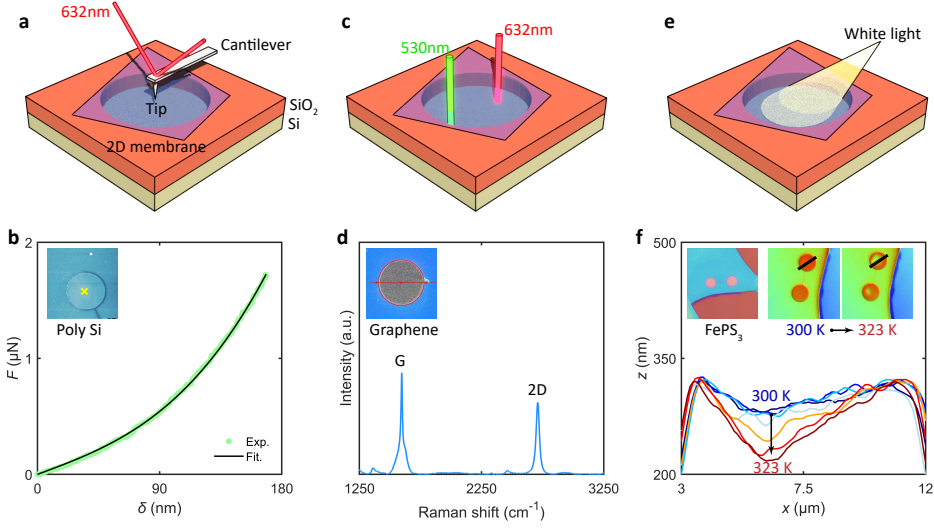 a
632nm
Cantilever
Tip
SiO₂
Si
2D membrane
c
530nm
632nm
e
White light
b
2
1
0
F (μN)
Poly Si
Exp.
Fit.
0
90
180
δ (nm)
d
Intensity (a.u.)
Graphene
G
2D
1250
2250
3250
Raman shift (cm⁻¹)
f
500
350
200
z (nm)
FePS₃
300 K
323 K
300 K
323 K
3
7.5
12
x (μm)